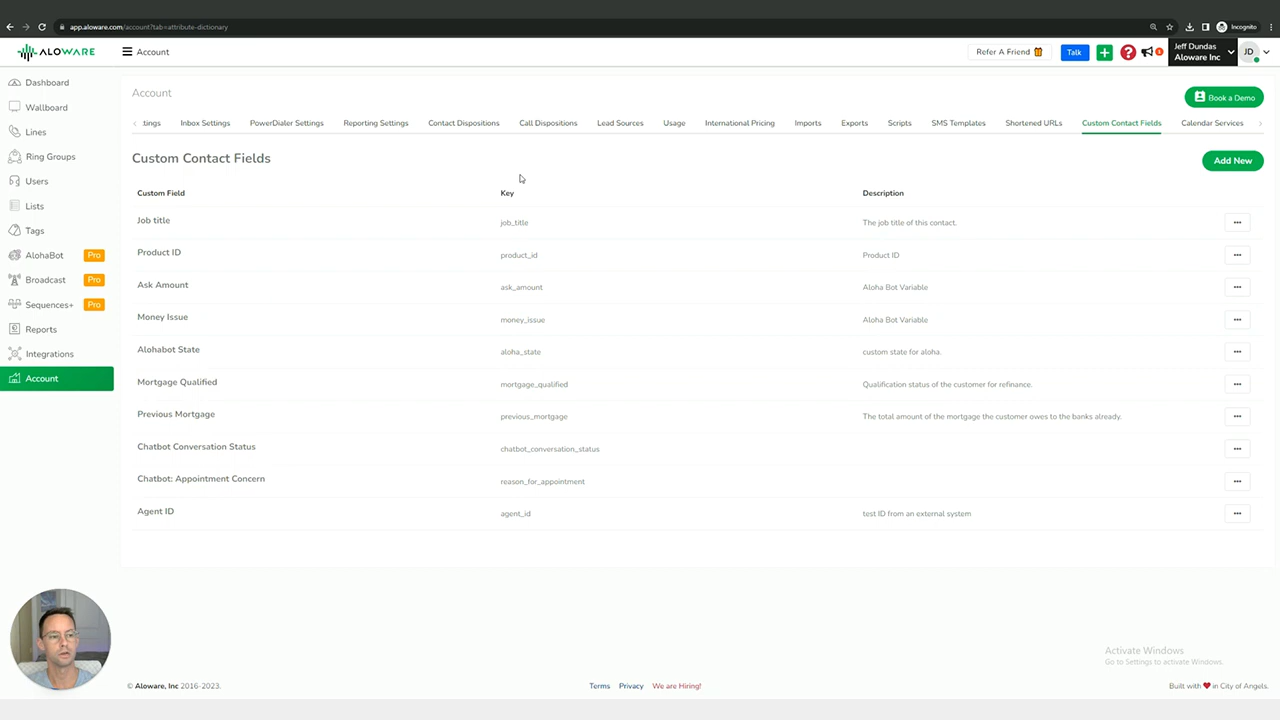 app.aloware.com/account?tab=attribute-dictionary
Incognito
ALOWARE
Account
Refer A Friend
Talk
Jeff Dundas
Aloware Inc
JD
Dashboard
Wallboard
Lines
Ring Groups
Users
Lists
Tags
AlohaBot Pro
Broadcast Pro
Sequences+ Pro
Reports
Integrations
Account
Account
Book a Demo
tings Inbox Settings PowerDialer Settings Reporting Settings Contact Dispositions Call Dispositions Lead Sources Usage International Pricing Imports Exports Scripts SMS Templates Shortened URLs Custom Contact Fields Calendar Services
Custom Contact Fields
Add New
Custom Field Key Description
Job title job_title The job title of this contact.
Product ID product_id Product ID
Ask Amount ask_amount Aloha Bot Variable
Money Issue money_issue Aloha Bot Variable
Alohabot State aloha_state custom state for aloha.
Mortgage Qualified mortgage_qualified Qualification status of the customer for refinance.
Previous Mortgage previous_mortgage The total amount of the mortgage the customer owes to the banks already.
Chatbot Conversation Status chatbot_conversation_status
Chatbot: Appointment Concern reason_for_appointment
Agent ID agent_id test ID from an external system
Activate Windows
Go to Settings to activate Windows.
© Aloware, Inc 2016-2023.
Terms Privacy We are Hiring!
Built with ❤ in City of Angels.